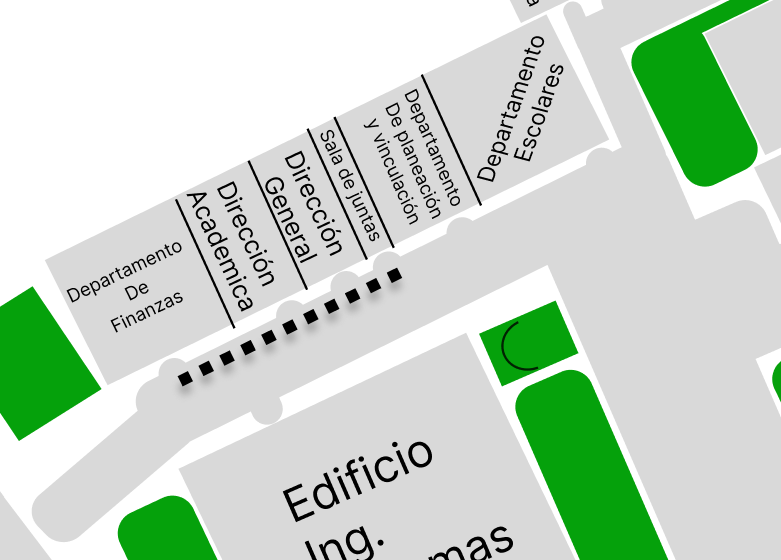 Departamento
De
Finanzas
Dirección
Academica
Dirección
General
Sala de juntas
Departamento
De planeación
y vinculación
Departamento
Escolares
Edificio
Ing.